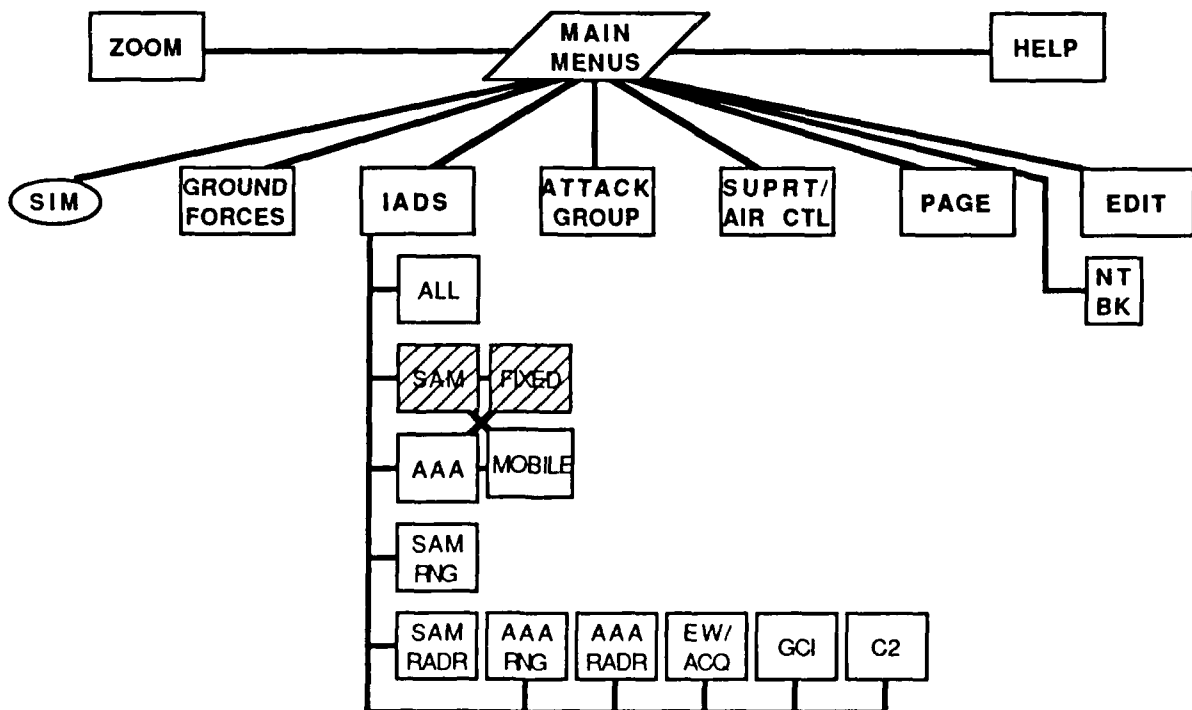 ZOOM
MAIN
MENUS
HELP
SIM
GROUND
FORCES
IADS
ATTACK
GROUP
SUPRT/
AIR CTL
PAGE
EDIT
ALL
NT
BK
SAM
FIXED
AAA
MOBILE
SAM
RNG
SAM
RADR
AAA
RNG
AAA
RADR
EW/
ACQ
GCI
C2